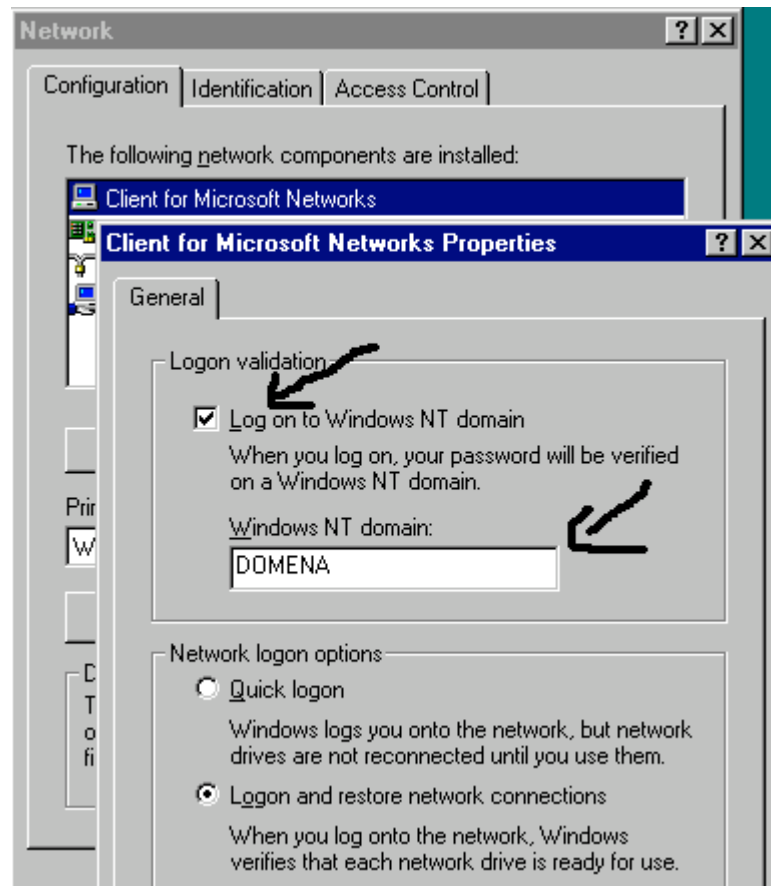 Network
Configuration Identification Access Control
The following network components are installed:
Client for Microsoft Networks
Client for Microsoft Networks Properties
General
Logon validation
Log on to Windows NT domain
When you log on, your password will be verified
on a Windows NT domain.
Windows NT domain:
DOMENA
Network logon options
Quick logon
Windows logs you onto the network, but network
drives are not reconnected until you use them.
Logon and restore network connections
When you log onto the network, Windows
verifies that each network drive is ready for use.